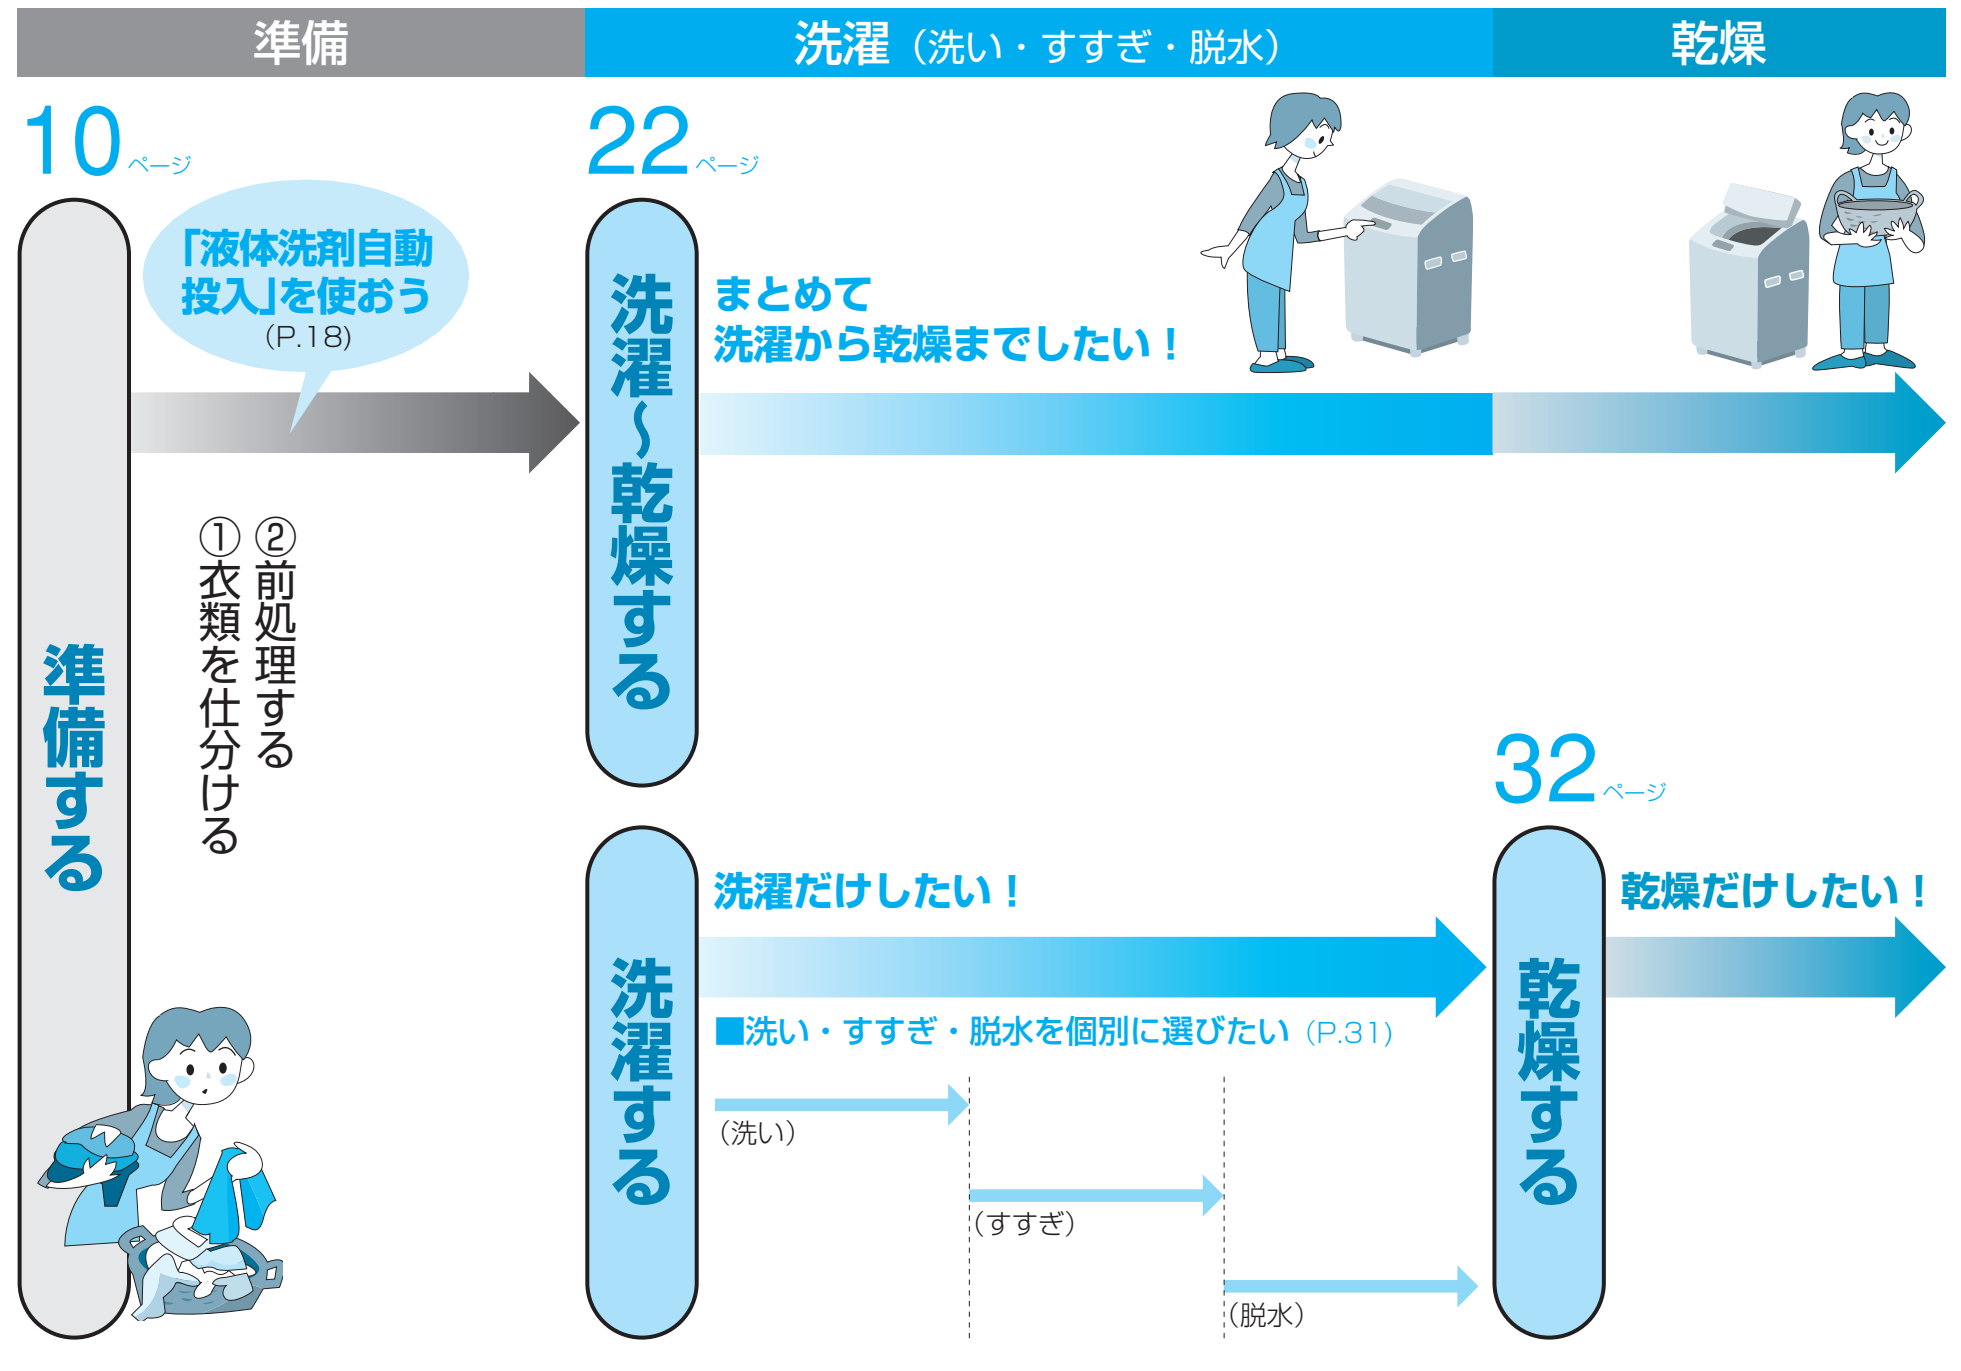 準備
洗濯（洗い・すすぎ・脱水）
乾燥
10ページ
「液体洗剤自動
投入」を使おう
(P.18)
準備する
①衣類を仕分ける
②前処理する
22ページ
洗濯～乾燥する
まとめて
洗濯から乾燥までしたい！
洗濯する
洗濯だけしたい！
■洗い・すすぎ・脱水を個別に選びたい（P.31）
（洗い）
（すすぎ）
（脱水）
32ページ
乾燥する
乾燥だけしたい！